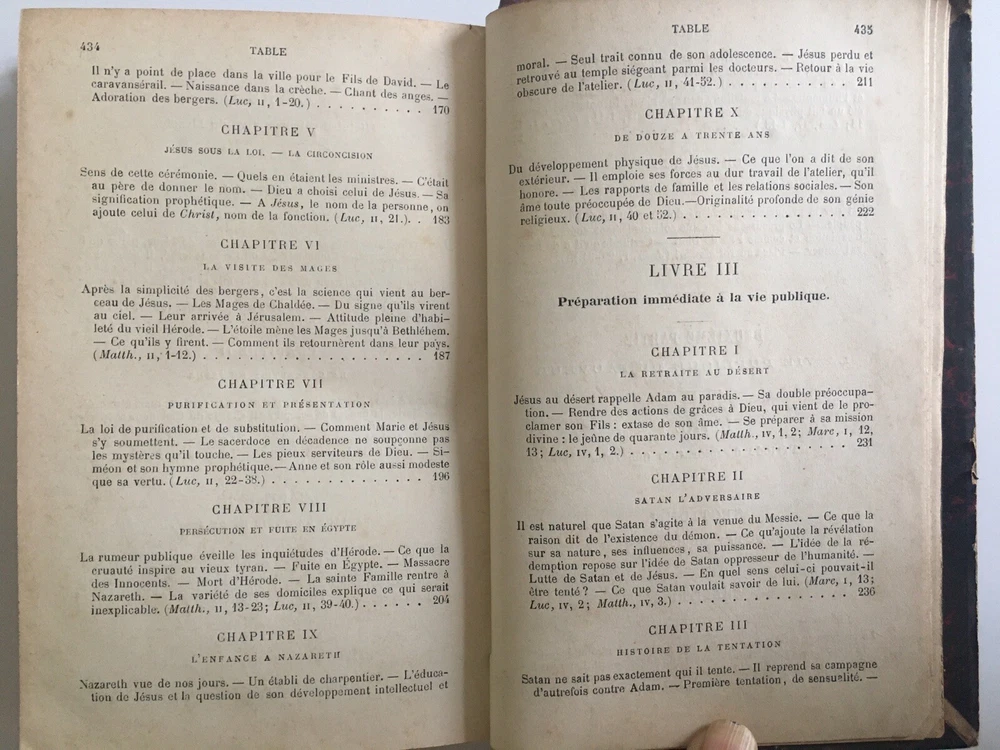 434
TABLE
Il n'y a point de place dans la ville pour le Fils de David. — Le
caravansérail. — Naissance dans la crèche. — Chant des anges. —
Adoration des bergers. (Luc, II, 1-20.) . . . . . . . . . . 170
CHAPITRE V
JÉSUS SOUS LA LOI. — LA CIRCONCISION
Sens de cette cérémonie. — Quels en étaient les ministres. — C'était
au père de donner le nom. — Dieu a choisi celui de Jésus. — Sa
signification prophétique. — A Jésus, le nom de la personne, on
ajoute celui de Christ, nom de la fonction. (Luc, II, 21.). . 183
CHAPITRE VI
LA VISITE DES MAGES
Après la simplicité des bergers, c'est la science qui vient au ber-
ceau de Jésus. — Les Mages de Chaldée. — Du signe qu'ils virent
au ciel. — Leur arrivée à Jérusalem. — Attitude pleine d'habi-
leté du vieil Hérode. — L'étoile mène les Mages jusqu'à Bethléhem.
— Ce qu'ils y firent. — Comment ils retournèrent dans leur pays.
(Matth., II, 1-12.) . . . . . . . . . . . . . . . . . . . 187
CHAPITRE VII
PURIFICATION ET PRÉSENTATION
La loi de purification et de substitution. — Comment Marie et Jésus
s'y soumettent. — Le sacerdoce en décadence ne soupçonne pas
les mystères qu'il touche. — Les pieux serviteurs de Dieu. — Si-
méon et son hymne prophétique. — Anne et son rôle aussi modeste
que sa vertu. (Luc, II, 22-38.) . . . . . . . . . . . . . . 196
CHAPITRE VIII
PERSÉCUTION ET FUITE EN ÉGYPTE
La rumeur publique éveille les inquiétudes d'Hérode. — Ce que la
cruauté inspire au vieux tyran. — Fuite en Égypte. — Massacre
des Innocents. — Mort d'Hérode. — La sainte Famille rentre à
Nazareth. — La variété de ses domiciles explique ce qui serait
inexplicable. (Matth., II, 13-23; Luc, II, 39-40.) . . . . . . 204
CHAPITRE IX
L'ENFANCE A NAZARETH
Nazareth vue de nos jours. — Un établi de charpentier. — L'éduca-
tion de Jésus et la question de son développement intellectuel et
TABLE
435
moral. — Seul trait connu de son adolescence. — Jésus perdu et
retrouvé au temple siégeant parmi les docteurs. — Retour à la vie
obscure de l'atelier. (Luc, II, 41-52.) . . . . . . . . . . 211
CHAPITRE X
DE DOUZE A TRENTE ANS
Du développement physique de Jésus. — Ce que l'on a dit de son
extérieur. — Il emploie ses forces au dur travail de l'atelier, qu'il
honore. — Les rapports de famille et les relations sociales. — Son
âme toute préoccupée de Dieu. — Originalité profonde de son génie
religieux. (Luc, II, 40 et 52.) . . . . . . . . . . . . . . 222
LIVRE III
Préparation immédiate à la vie publique.
CHAPITRE I
LA RETRAITE AU DÉSERT
Jésus au désert rappelle Adam au paradis. — Sa double préoccupa-
tion. — Rendre des actions de grâces à Dieu, qui vient de le pro-
clamer son Fils : extase de son âme. — Se préparer à sa mission
divine : le jeûne de quarante jours. (Matth., IV, 1, 2; Marc, I, 12,
13; Luc, IV, 1, 2.) . . . . . . . . . . . . . . . . . . . 231
CHAPITRE II
SATAN L'ADVERSAIRE
Il est naturel que Satan s'agite à la venue du Messie. — Ce que la
raison dit de l'existence du démon. — Ce qu'ajoute la révélation
sur sa nature, ses influences, sa puissance. — L'idée de la ré-
demption repose sur l'idée de Satan oppresseur de l'humanité. —
Lutte de Satan et de Jésus. — En quel sens celui-ci pouvait-il
être tenté ? — Ce que Satan voulait savoir de lui. (Marc, I, 13;
Luc, IV, 2; Matth., IV, 3.) . . . . . . . . . . . . . . . . 236
CHAPITRE III
HISTOIRE DE LA TENTATION
Satan ne sait pas exactement qui il tente. — Il reprend sa campagne
d'autrefois contre Adam. — Première tentation, de sensualité. —